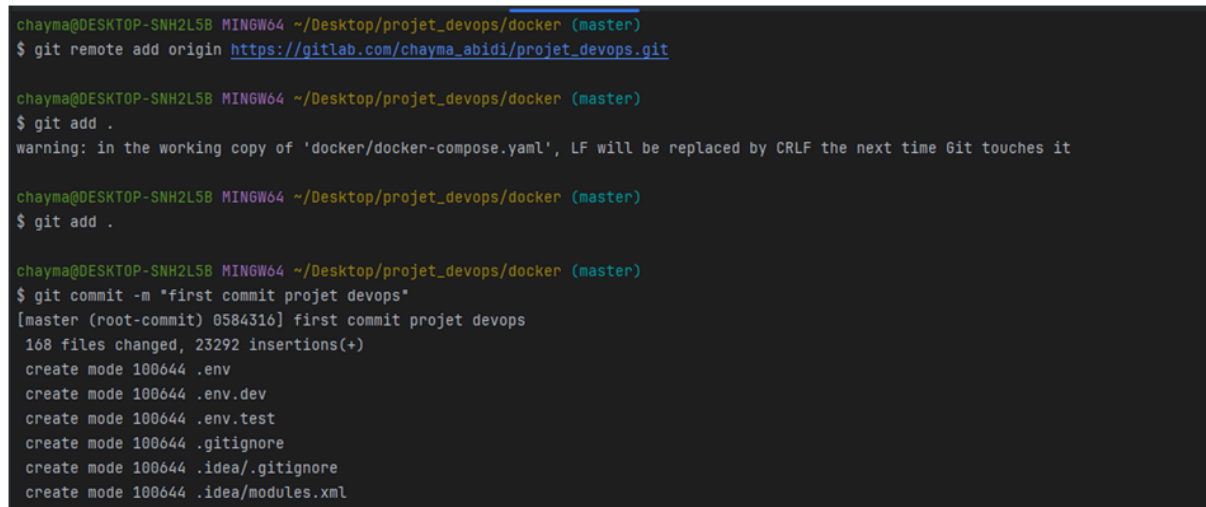 chayma@DESKTOP-SNH2L5B MINGW64 ~/Desktop/projet_devops/docker (master)
$ git remote add origin https://gitlab.com/chayma_abidi/projet_devops.git
chayma@DESKTOP-SNH2L5B MINGW64 ~/Desktop/projet_devops/docker (master)
$ git add .
warning: in the working copy of 'docker/docker-compose.yaml', LF will be replaced by CRLF the next time Git touches it
chayma@DESKTOP-SNH2L5B MINGW64 ~/Desktop/projet_devops/docker (master)
$ git add .
chayma@DESKTOP-SNH2L5B MINGW64 ~/Desktop/projet_devops/docker (master)
$ git commit -m "first commit projet devops"
[master (root-commit) 0584316] first commit projet devops
168 files changed, 23292 insertions(+)
create mode 100644 .env
create mode 100644 .env.dev
create mode 100644 .env.test
create mode 100644 .gitignore
create mode 100644 .idea/.gitignore
create mode 100644 .idea/modules.xml